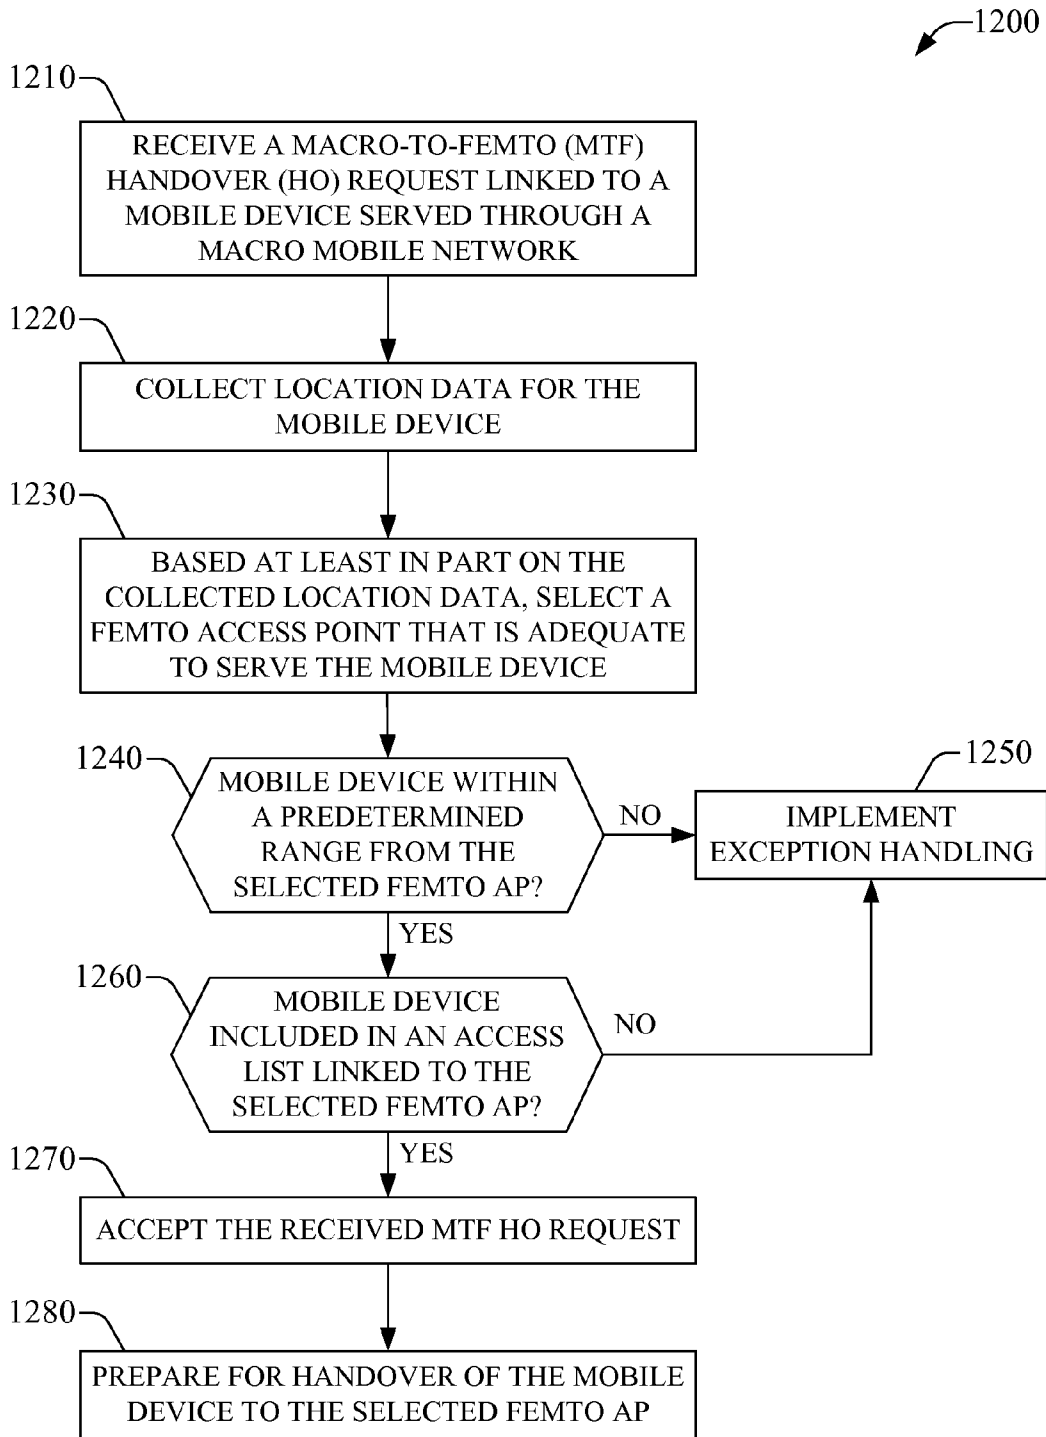 1200
1210
RECEIVE A MACRO-TO-FEMTO (MTF)
HANDOVER (HO) REQUEST LINKED TO A
MOBILE DEVICE SERVED THROUGH A
MACRO MOBILE NETWORK
1220
COLLECT LOCATION DATA FOR THE
MOBILE DEVICE
1230
BASED AT LEAST IN PART ON THE
COLLECTED LOCATION DATA, SELECT A
FEMTO ACCESS POINT THAT IS ADEQUATE
TO SERVE THE MOBILE DEVICE
1240
MOBILE DEVICE WITHIN
A PREDETERMINED
RANGE FROM THE
SELECTED FEMTO AP?
NO
1250
IMPLEMENT
EXCEPTION HANDLING
YES
1260
MOBILE DEVICE
INCLUDED IN AN ACCESS
LIST LINKED TO THE
SELECTED FEMTO AP?
NO
YES
1270
ACCEPT THE RECEIVED MTF HO REQUEST
1280
PREPARE FOR HANDOVER OF THE MOBILE
DEVICE TO THE SELECTED FEMTO AP